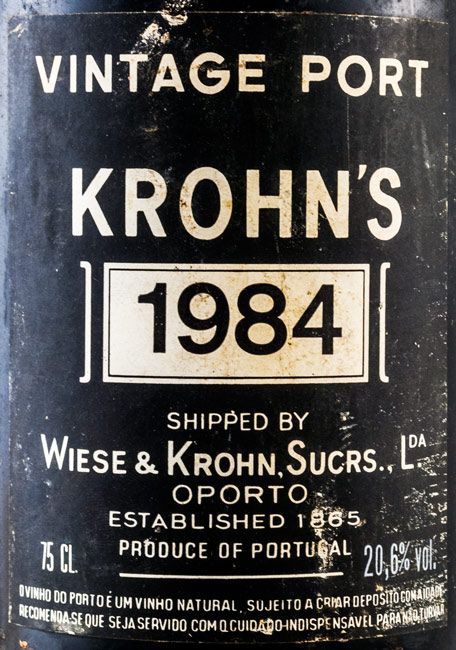 VINTAGE PORT
KROHN'S
1984
SHIPPED BY
WIESE & KROHN, SUCRS., LDA
OPORTO
ESTABLISHED 1865
75 CL. PRODUCE OF PORTUGAL 20,6% vol.
O VINHO DO PORTO É UM VINHO NATURAL, SUJEITO A CRIAR DEPÓSITO COM A IDADE
RECOMENDA-SE QUE SEJA SERVIDO COM O CUIDADO INDISPENSÁVEL PARA NÃO TURVAR